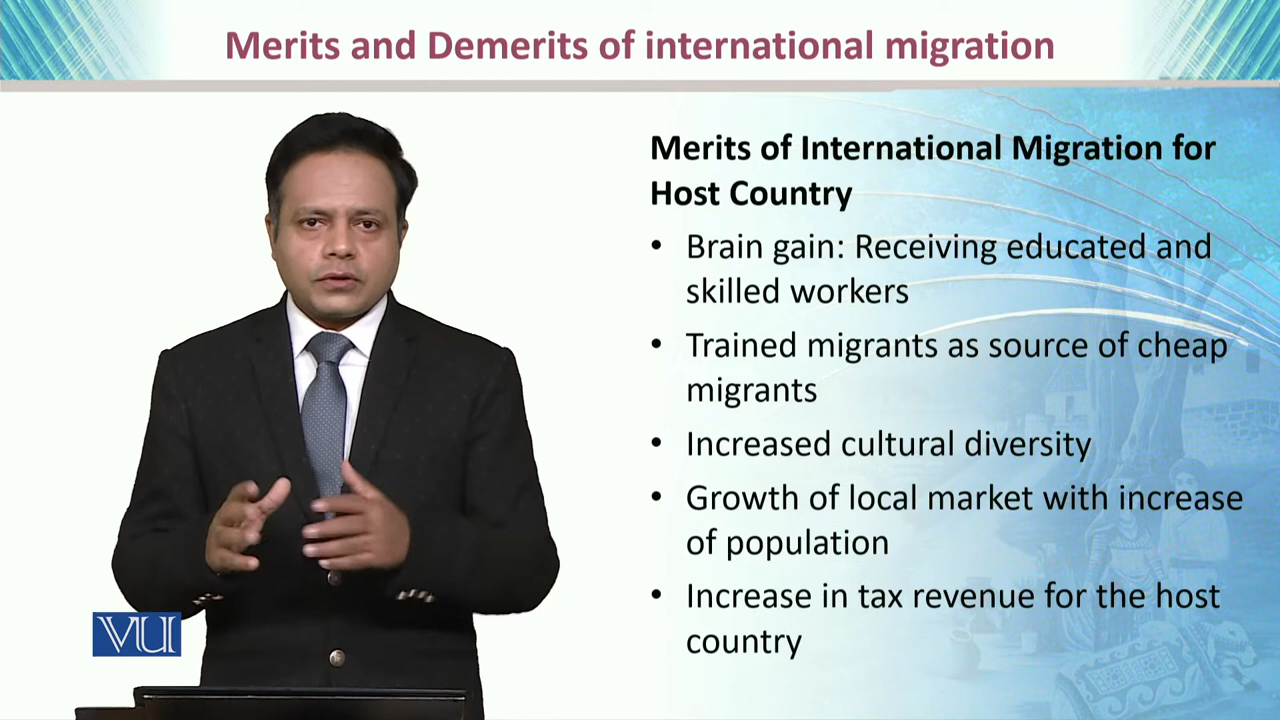 Merits and Demerits of international migration
Merits of International Migration for
Host Country
• Brain gain: Receiving educated and
skilled workers
• Trained migrants as source of cheap
migrants
• Increased cultural diversity
• Growth of local market with increase
of population
• Increase in tax revenue for the host
country
VU